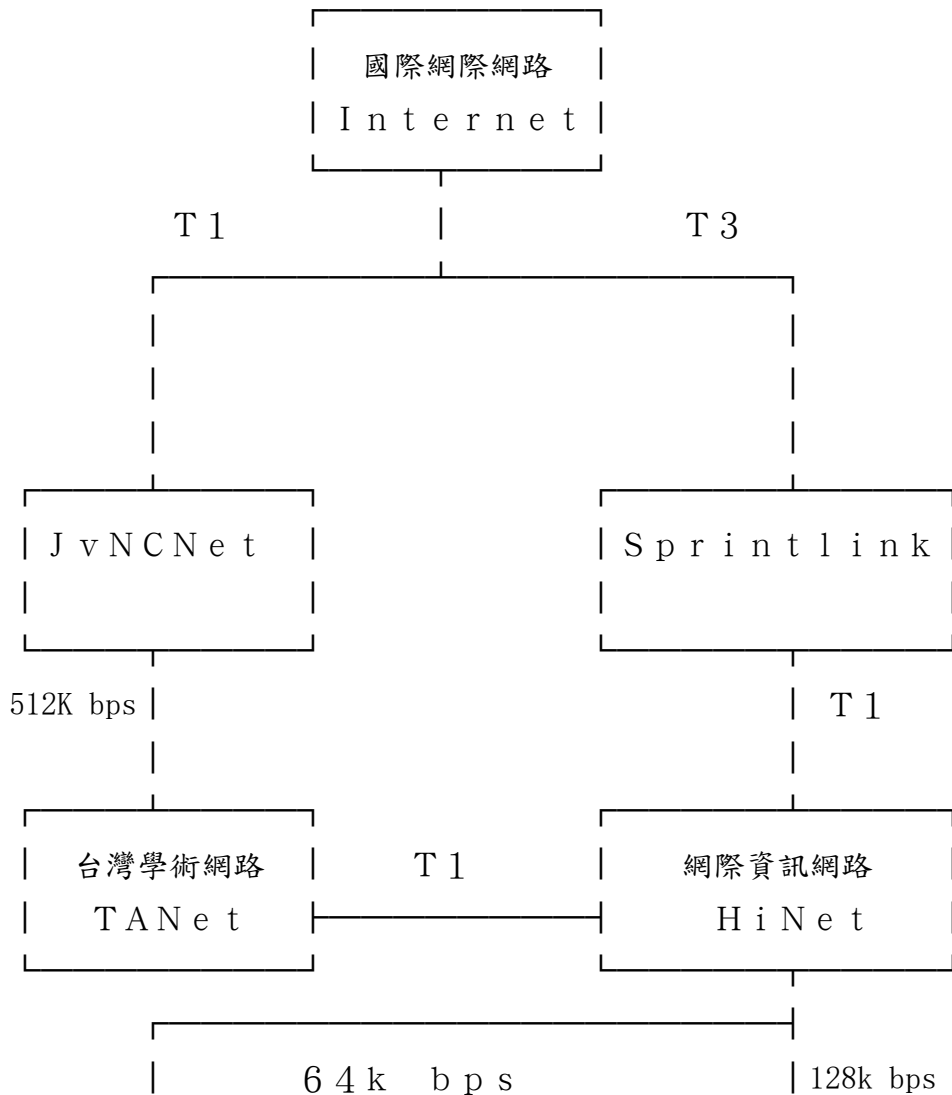 國際網際網路
Ｉｎｔｅｒｎｅｔ
Ｔ１
Ｔ３
ＪｖＮＣＮｅｔ
Ｓｐｒｉｎｔｌｉｎｋ
512K bps
Ｔ１
台灣學術網路
Ｔ１
網際資訊網路
ＴＡＮｅｔ
ＨｉＮｅｔ
６４ｋ　ｂｐｓ
128k bps